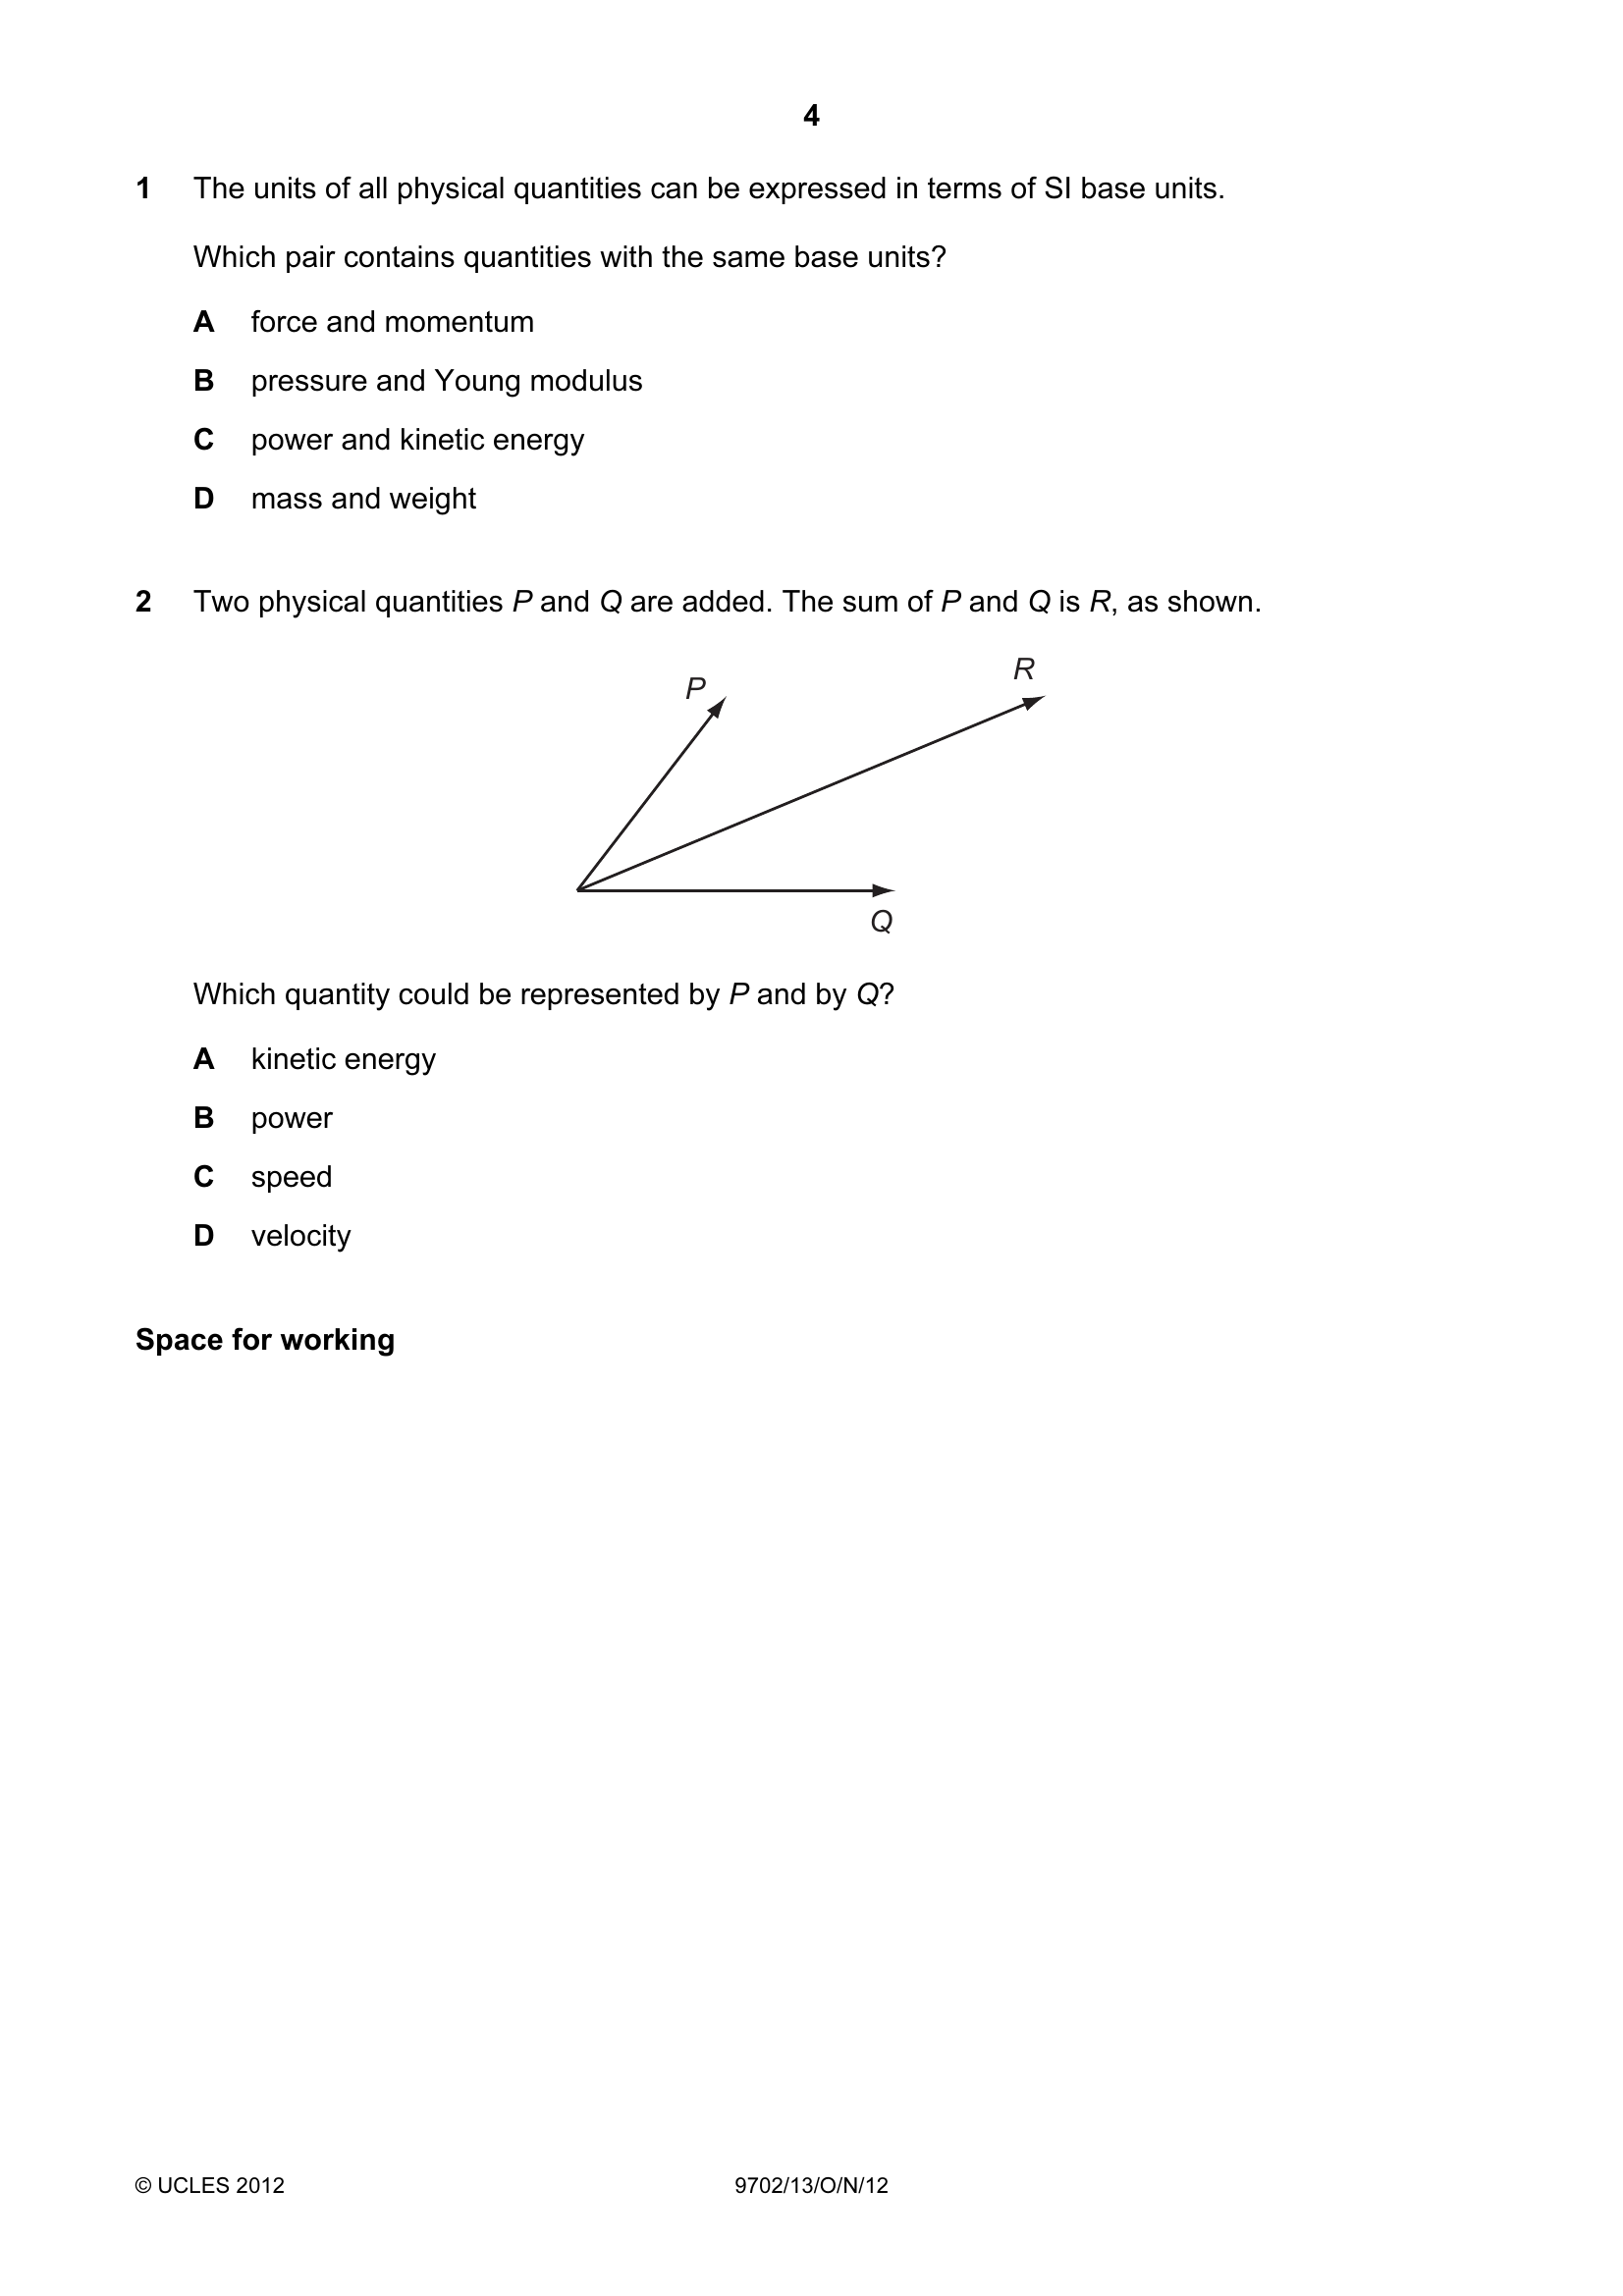 4
1 The units of all physical quantities can be expressed in terms of SI base units.
Which pair contains quantities with the same base units?
A force and momentum
B pressure and Young modulus
C power and kinetic energy
D mass and weight
2 Two physical quantities P and Q are added. The sum of P and Q is R, as shown.
P
R
Q
Which quantity could be represented by P and by Q?
A kinetic energy
B power
C speed
D velocity
Space for working
© UCLES 2012 9702/13/O/N/12